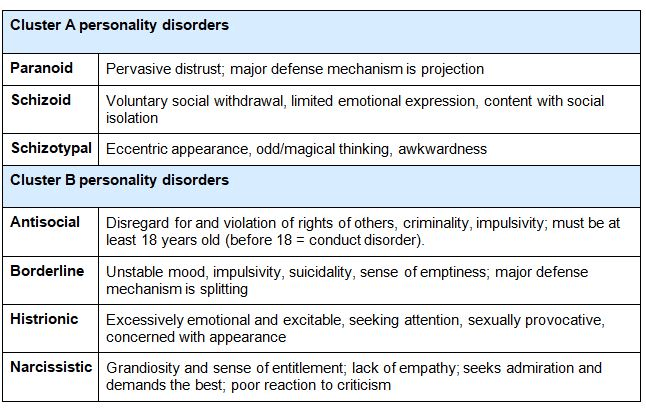 Cluster A personality disorders
Paranoid
Pervasive distrust; major defense mechanism is projection
Schizoid
Voluntary social withdrawal, limited emotional expression, content with social
isolation
Schizotypal
Eccentric appearance, odd/magical thinking, awkwardness
Cluster B personality disorders
Antisocial
Disregard for and violation of rights of others, criminality, impulsivity; must be at
least 18 years old (before 18 = conduct disorder).
Borderline
Unstable mood, impulsivity, suicidality, sense of emptiness; major defense
mechanism is splitting
Histrionic
Excessively emotional and excitable, seeking attention, sexually provocative,
concerned with appearance
Narcissistic
Grandiosity and sense of entitlement; lack of empathy; seeks admiration and
demands the best; poor reaction to criticism